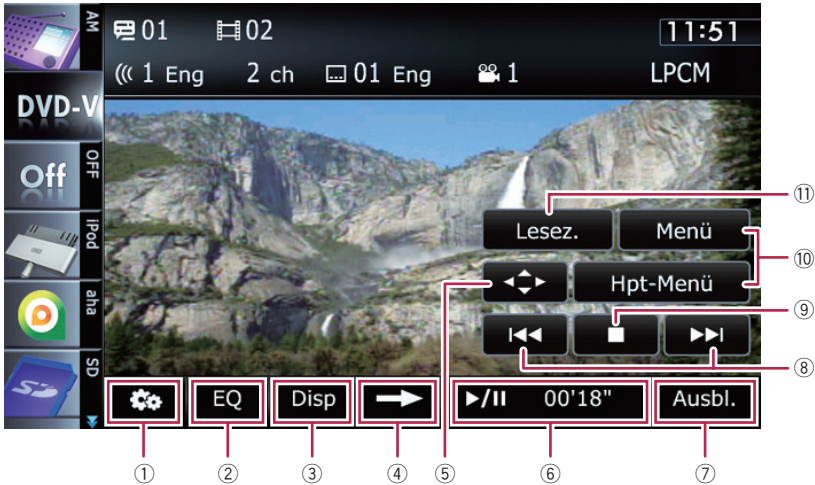 AM
DVD-V
Off OFF
iPod
aha
SD
01 02 11:51
1 Eng 2 ch 01 Eng 1 LPCM
Lesez. Menü
Hpt-Menü
EQ Disp ▶/II 00'18" Ausbl.
⑪
⑩
⑨
⑧
① ② ③ ④ ⑤ ⑥ ⑦